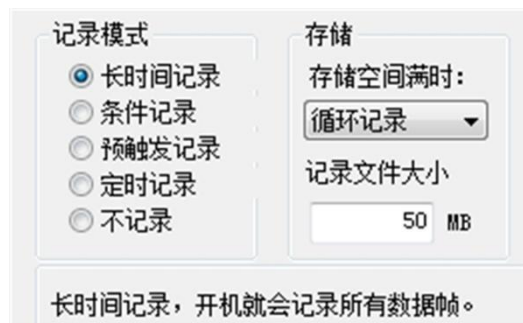 记录模式
长时间记录
条件记录
预触发记录
定时记录
不记录
存储
存储空间满时:
循环记录
记录文件大小
50 MB
长时间记录，开机就会记录所有数据帧。